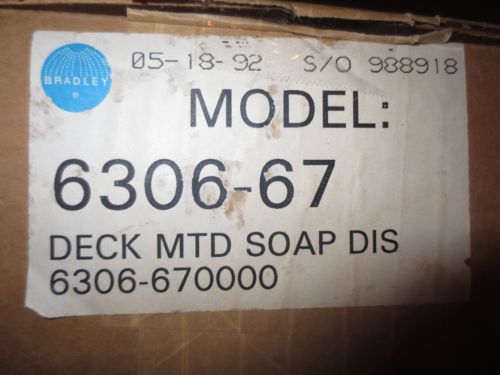 BRADLEY
®
05-18-92 S/O 988918
MODEL:
6306-67
DECK MTD SOAP DIS
6306-670000